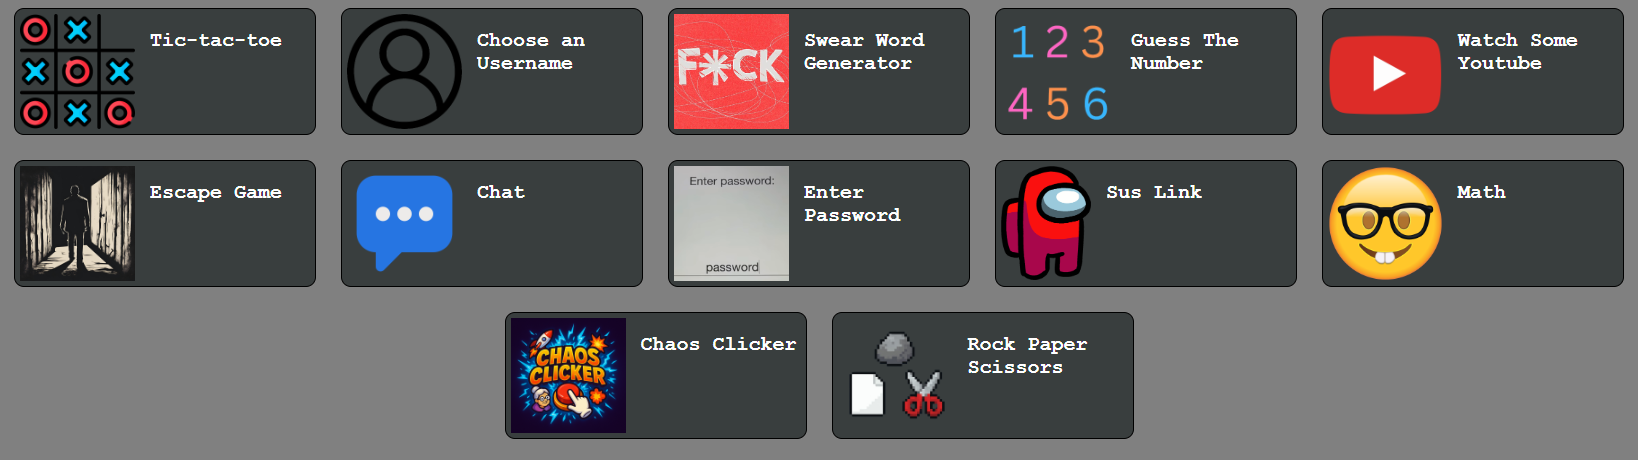 Tic-tac-toe
Choose an
Username
F*CK
Swear Word
Generator
1 2 3
4 5 6
Guess The
Number
Watch Some
Youtube
Escape Game
Chat
Enter password:
password
Enter
Password
Sus Link
Math
CHAOS
CLICKER
Chaos Clicker
Rock Paper
Scissors